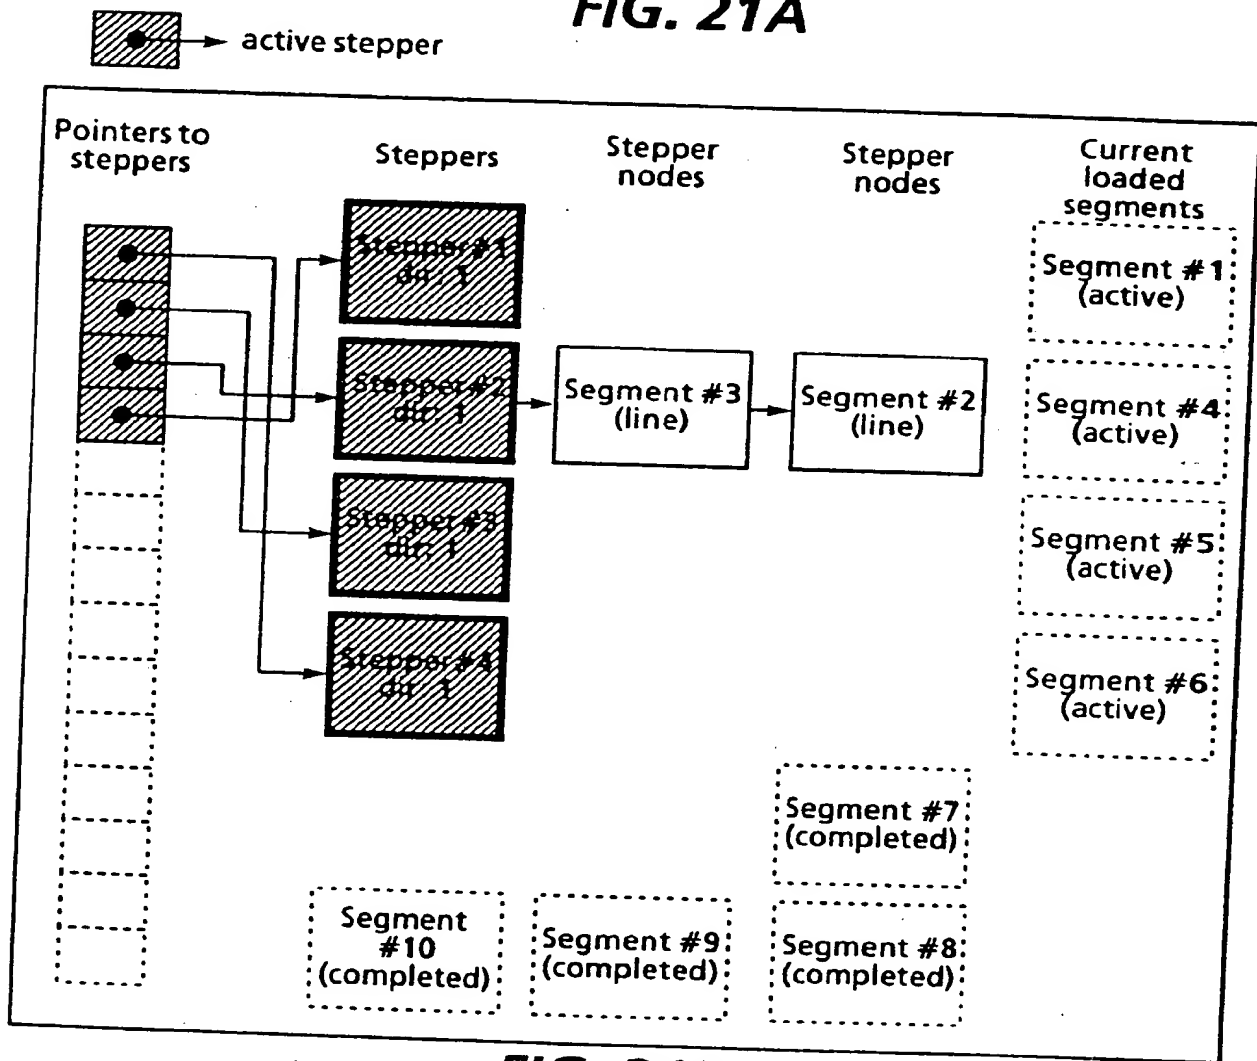 FIG. 21A
active stepper
Pointers to
steppers
Steppers
Stepper
nodes
Stepper
nodes
Current
loaded
segments
Stepper#1
dir: 1
Segment #1
(active)
Stepper#2
dir: 1
Segment #3
(line)
Segment #2
(line)
Segment #4
(active)
Stepper#3
dir: 1
Segment #5
(active)
Stepper#4
dir: 1
Segment #6
(active)
Segment #7
(completed)
Segment
#10
(completed)
Segment #9
(completed)
Segment #8
(completed)